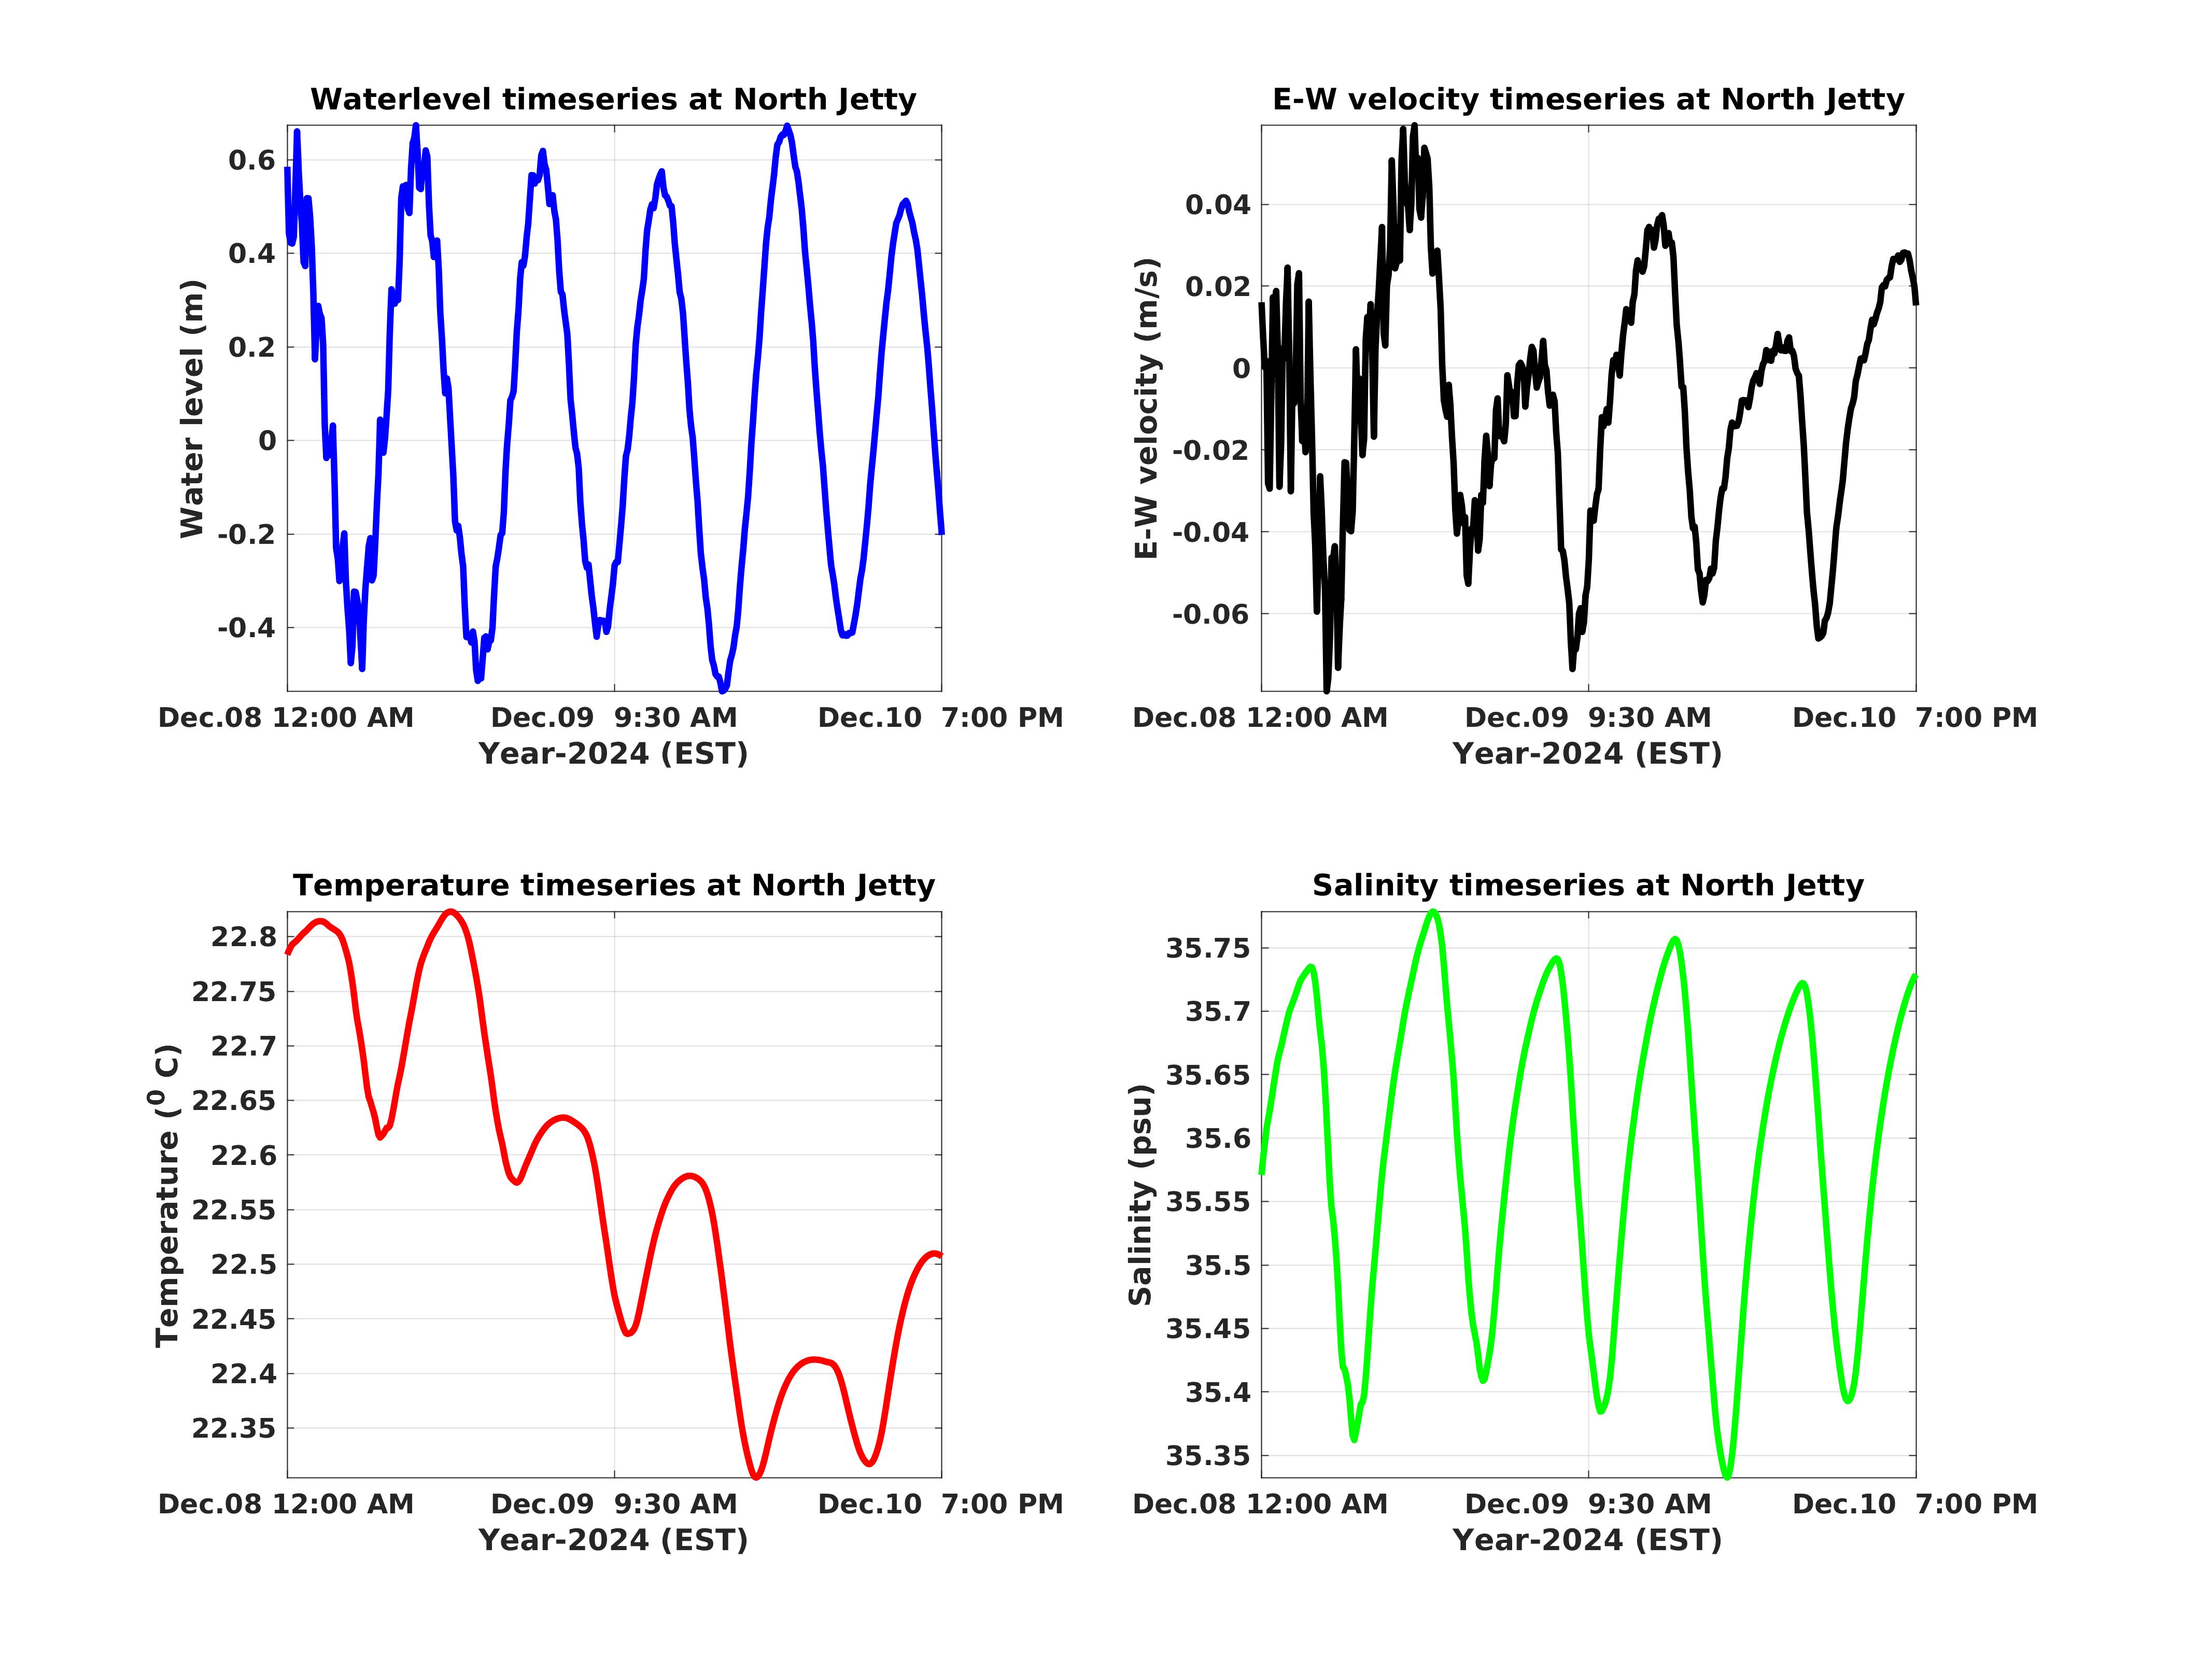 Waterlevel timeseries at North Jetty
Water level (m)
0.6
0.4
0.2
0
-0.2
-0.4
Dec.08 12:00 AM Dec.09 9:30 AM Dec.10 7:00 PM
Year-2024 (EST)
E-W velocity timeseries at North Jetty
E-W velocity (m/s)
0.04
0.02
0
-0.02
-0.04
-0.06
Dec.08 12:00 AM Dec.09 9:30 AM Dec.10 7:00 PM
Year-2024 (EST)
Temperature timeseries at North Jetty
Temperature (⁰ C)
22.8
22.75
22.7
22.65
22.6
22.55
22.5
22.45
22.4
22.35
Dec.08 12:00 AM Dec.09 9:30 AM Dec.10 7:00 PM
Year-2024 (EST)
Salinity timeseries at North Jetty
Salinity (psu)
35.75
35.7
35.65
35.6
35.55
35.5
35.45
35.4
35.35
Dec.08 12:00 AM Dec.09 9:30 AM Dec.10 7:00 PM
Year-2024 (EST)